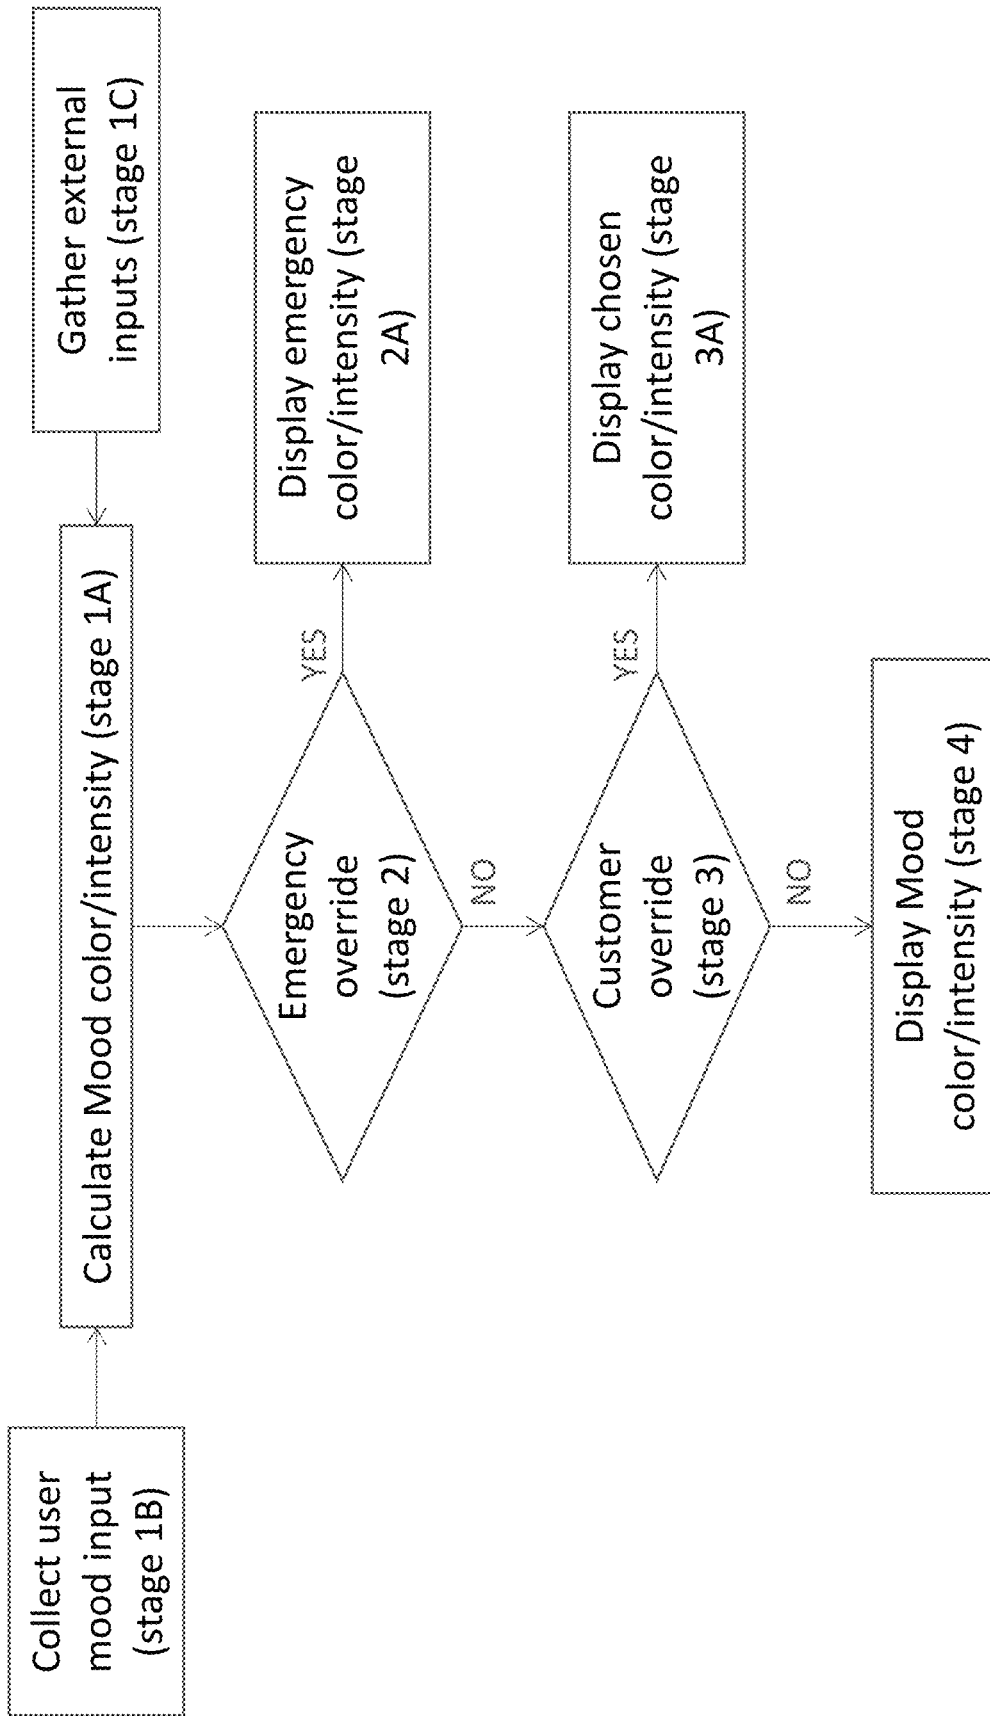 Collect user
mood input
(stage 1B)
Calculate Mood color/intensity (stage 1A)
Gather external
inputs (stage 1C)
Emergency
override
(stage 2)
YES
Display emergency
color/intensity (stage
2A)
NO
Customer
override
(stage 3)
YES
Display chosen
color/intensity (stage
3A)
NO
Display Mood
color/intensity (stage 4)